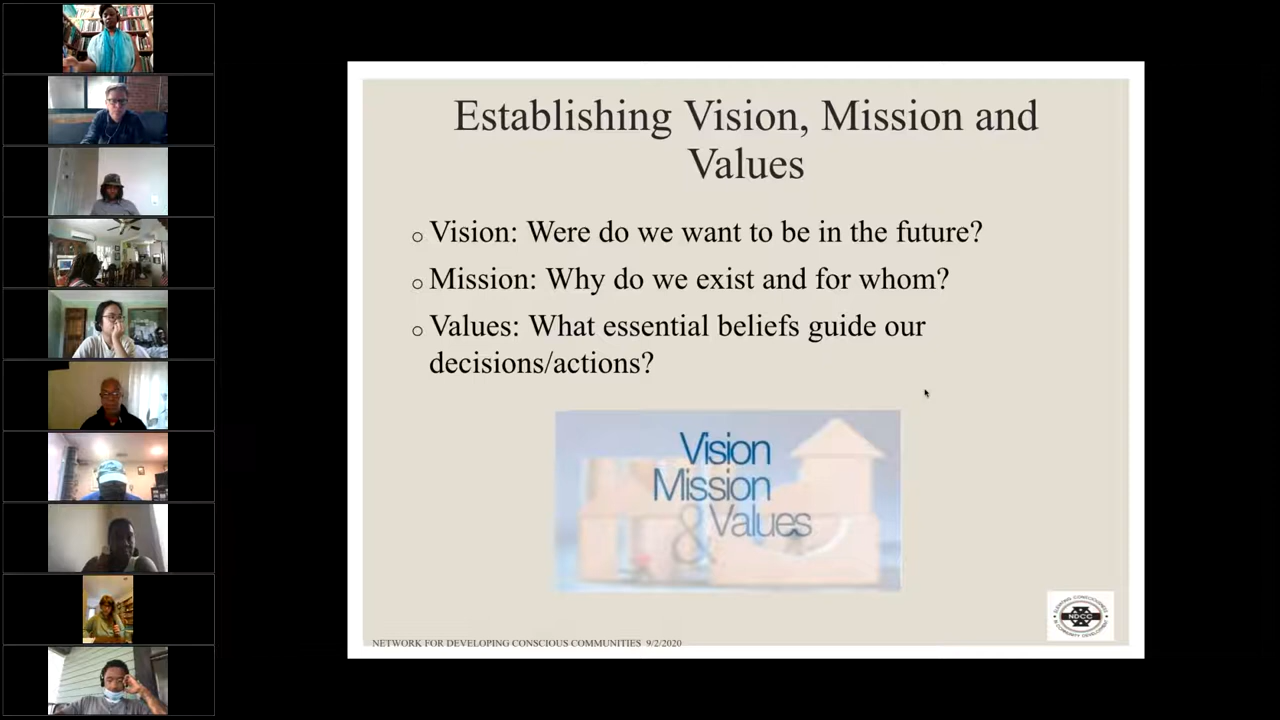 Establishing Vision, Mission and
Values
Vision: Were do we want to be in the future?
Mission: Why do we exist and for whom?
Values: What essential beliefs guide our
decisions/actions?
Vision
Mission
& Values
NDCC
NETWORK FOR DEVELOPING CONSCIOUS COMMUNITIES 9/2/2020